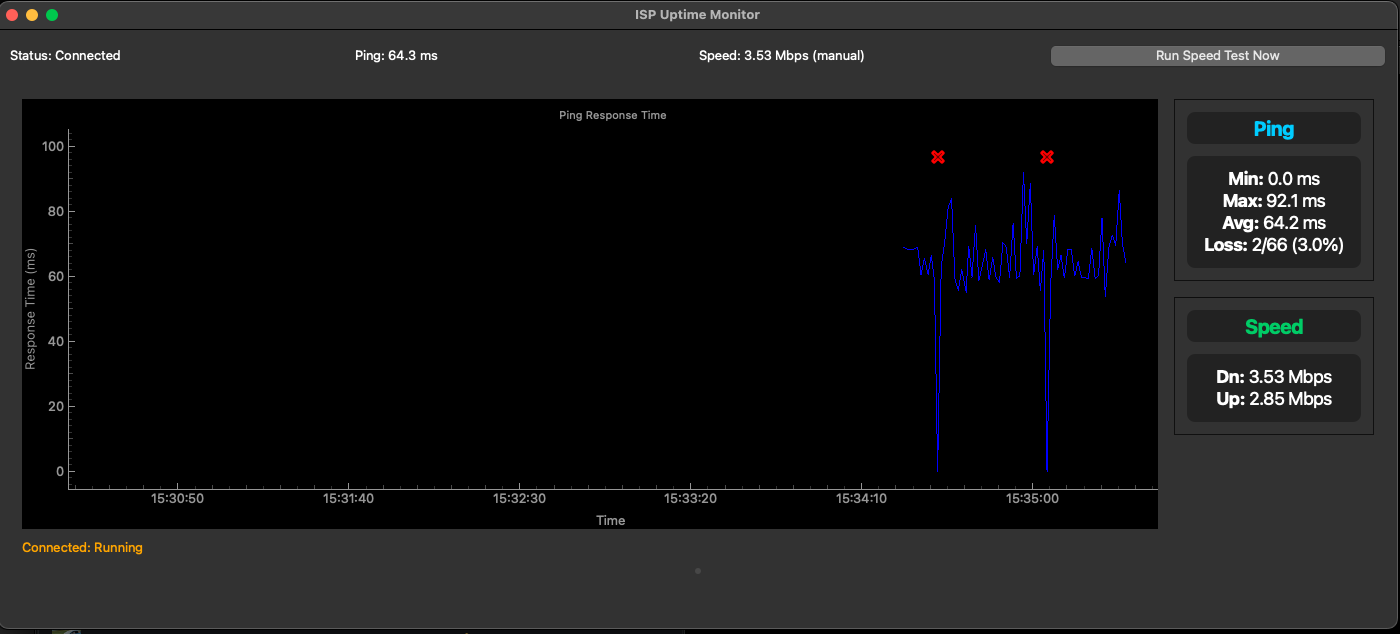 ISP Uptime Monitor
Status: Connected
Ping: 64.3 ms
Speed: 3.53 Mbps (manual)
Run Speed Test Now
Ping Response Time
Response Time (ms)
100
80
60
40
20
0
15:30:50
15:31:40
15:32:30
15:33:20
15:34:10
15:35:00
Time
Ping
Min: 0.0 ms
Max: 92.1 ms
Avg: 64.2 ms
Loss: 2/66 (3.0%)
Speed
Dn: 3.53 Mbps
Up: 2.85 Mbps
Connected: Running